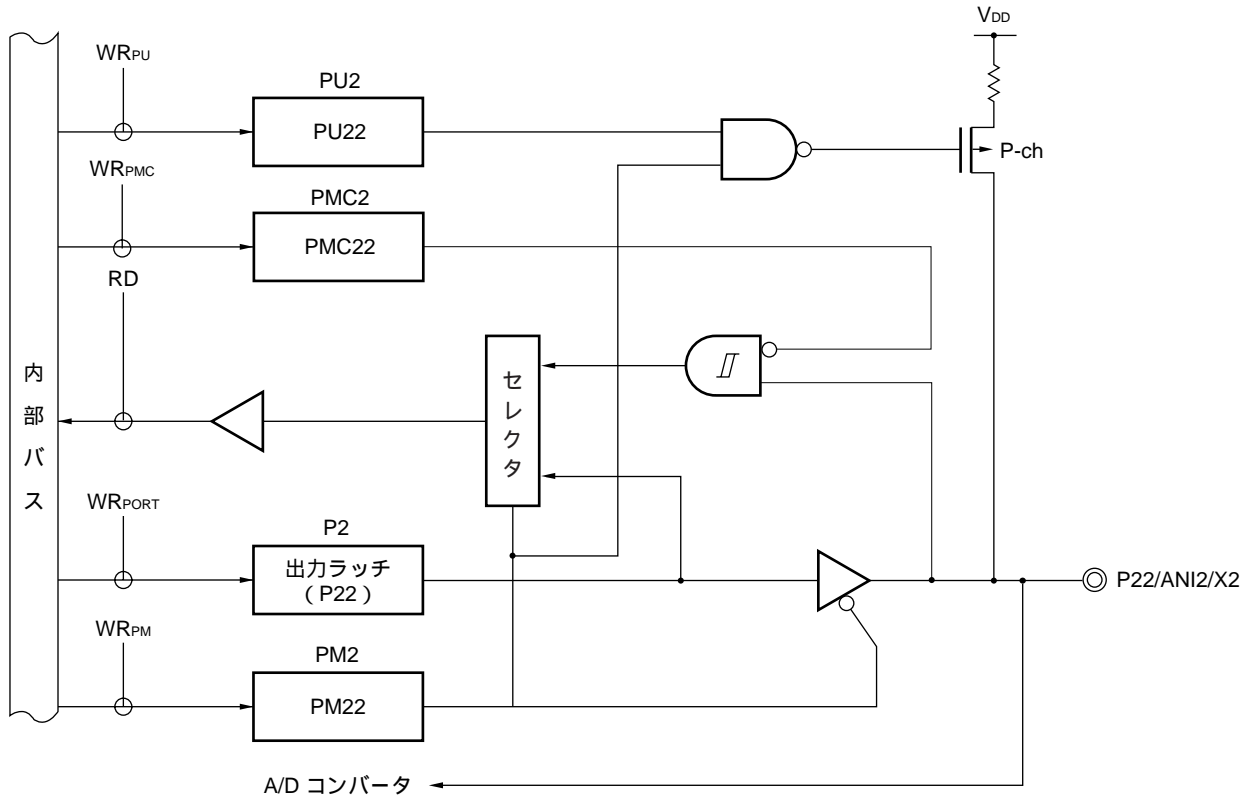 VDD
WRPU
PU2
PU22
P-ch
WRPMC
PMC2
PMC22
RD
内部バス
セレクタ
WRPORT
P2
出力ラッチ
（P22）
P22/ANI2/X2
WRPM
PM2
PM22
A/D コンバータ